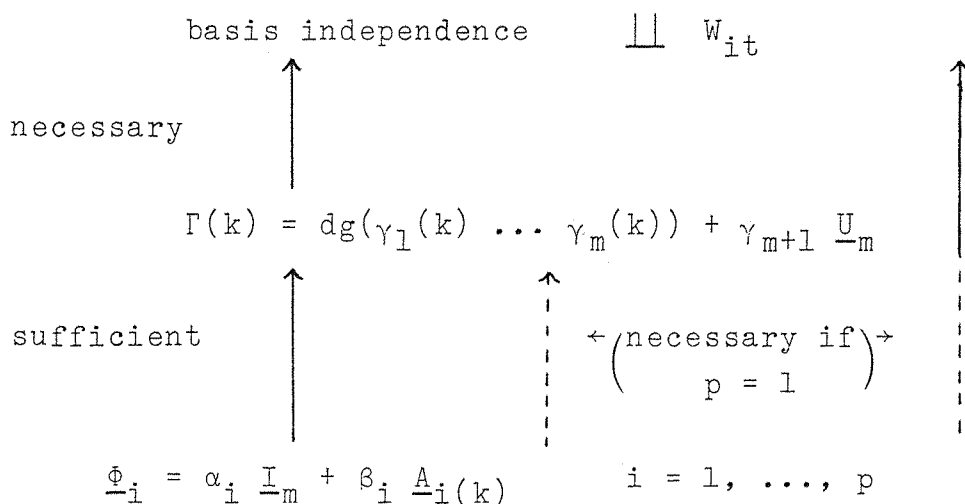 basis independence ⊥⊥ W_it
necessary
Γ(k) = dg(γ_1(k) ... γ_m(k)) + γ_{m+1} U_m
sufficient
(necessary if
p = 1)
Φ_i = α_i I_m + β_i A_i(k) i = 1, ..., p